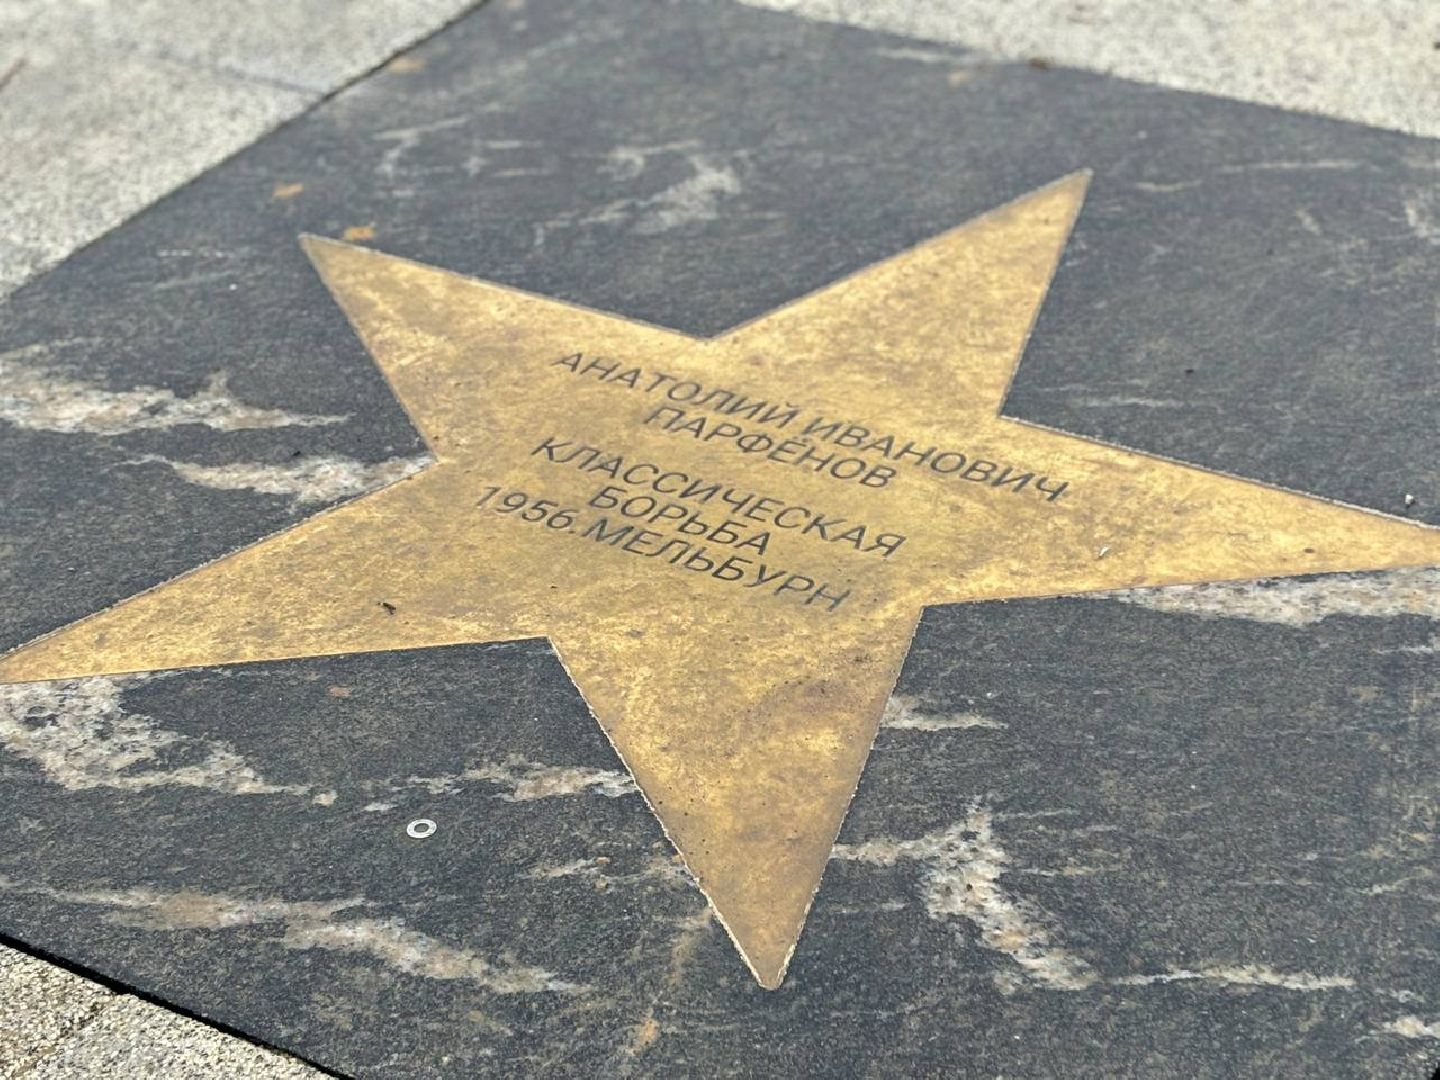 АНАТОЛИЙ ИВАНОВИЧ
ПАРФЁНОВ
КЛАССИЧЕСКАЯ
БОРЬБА
1956. МЕЛЬБУРН